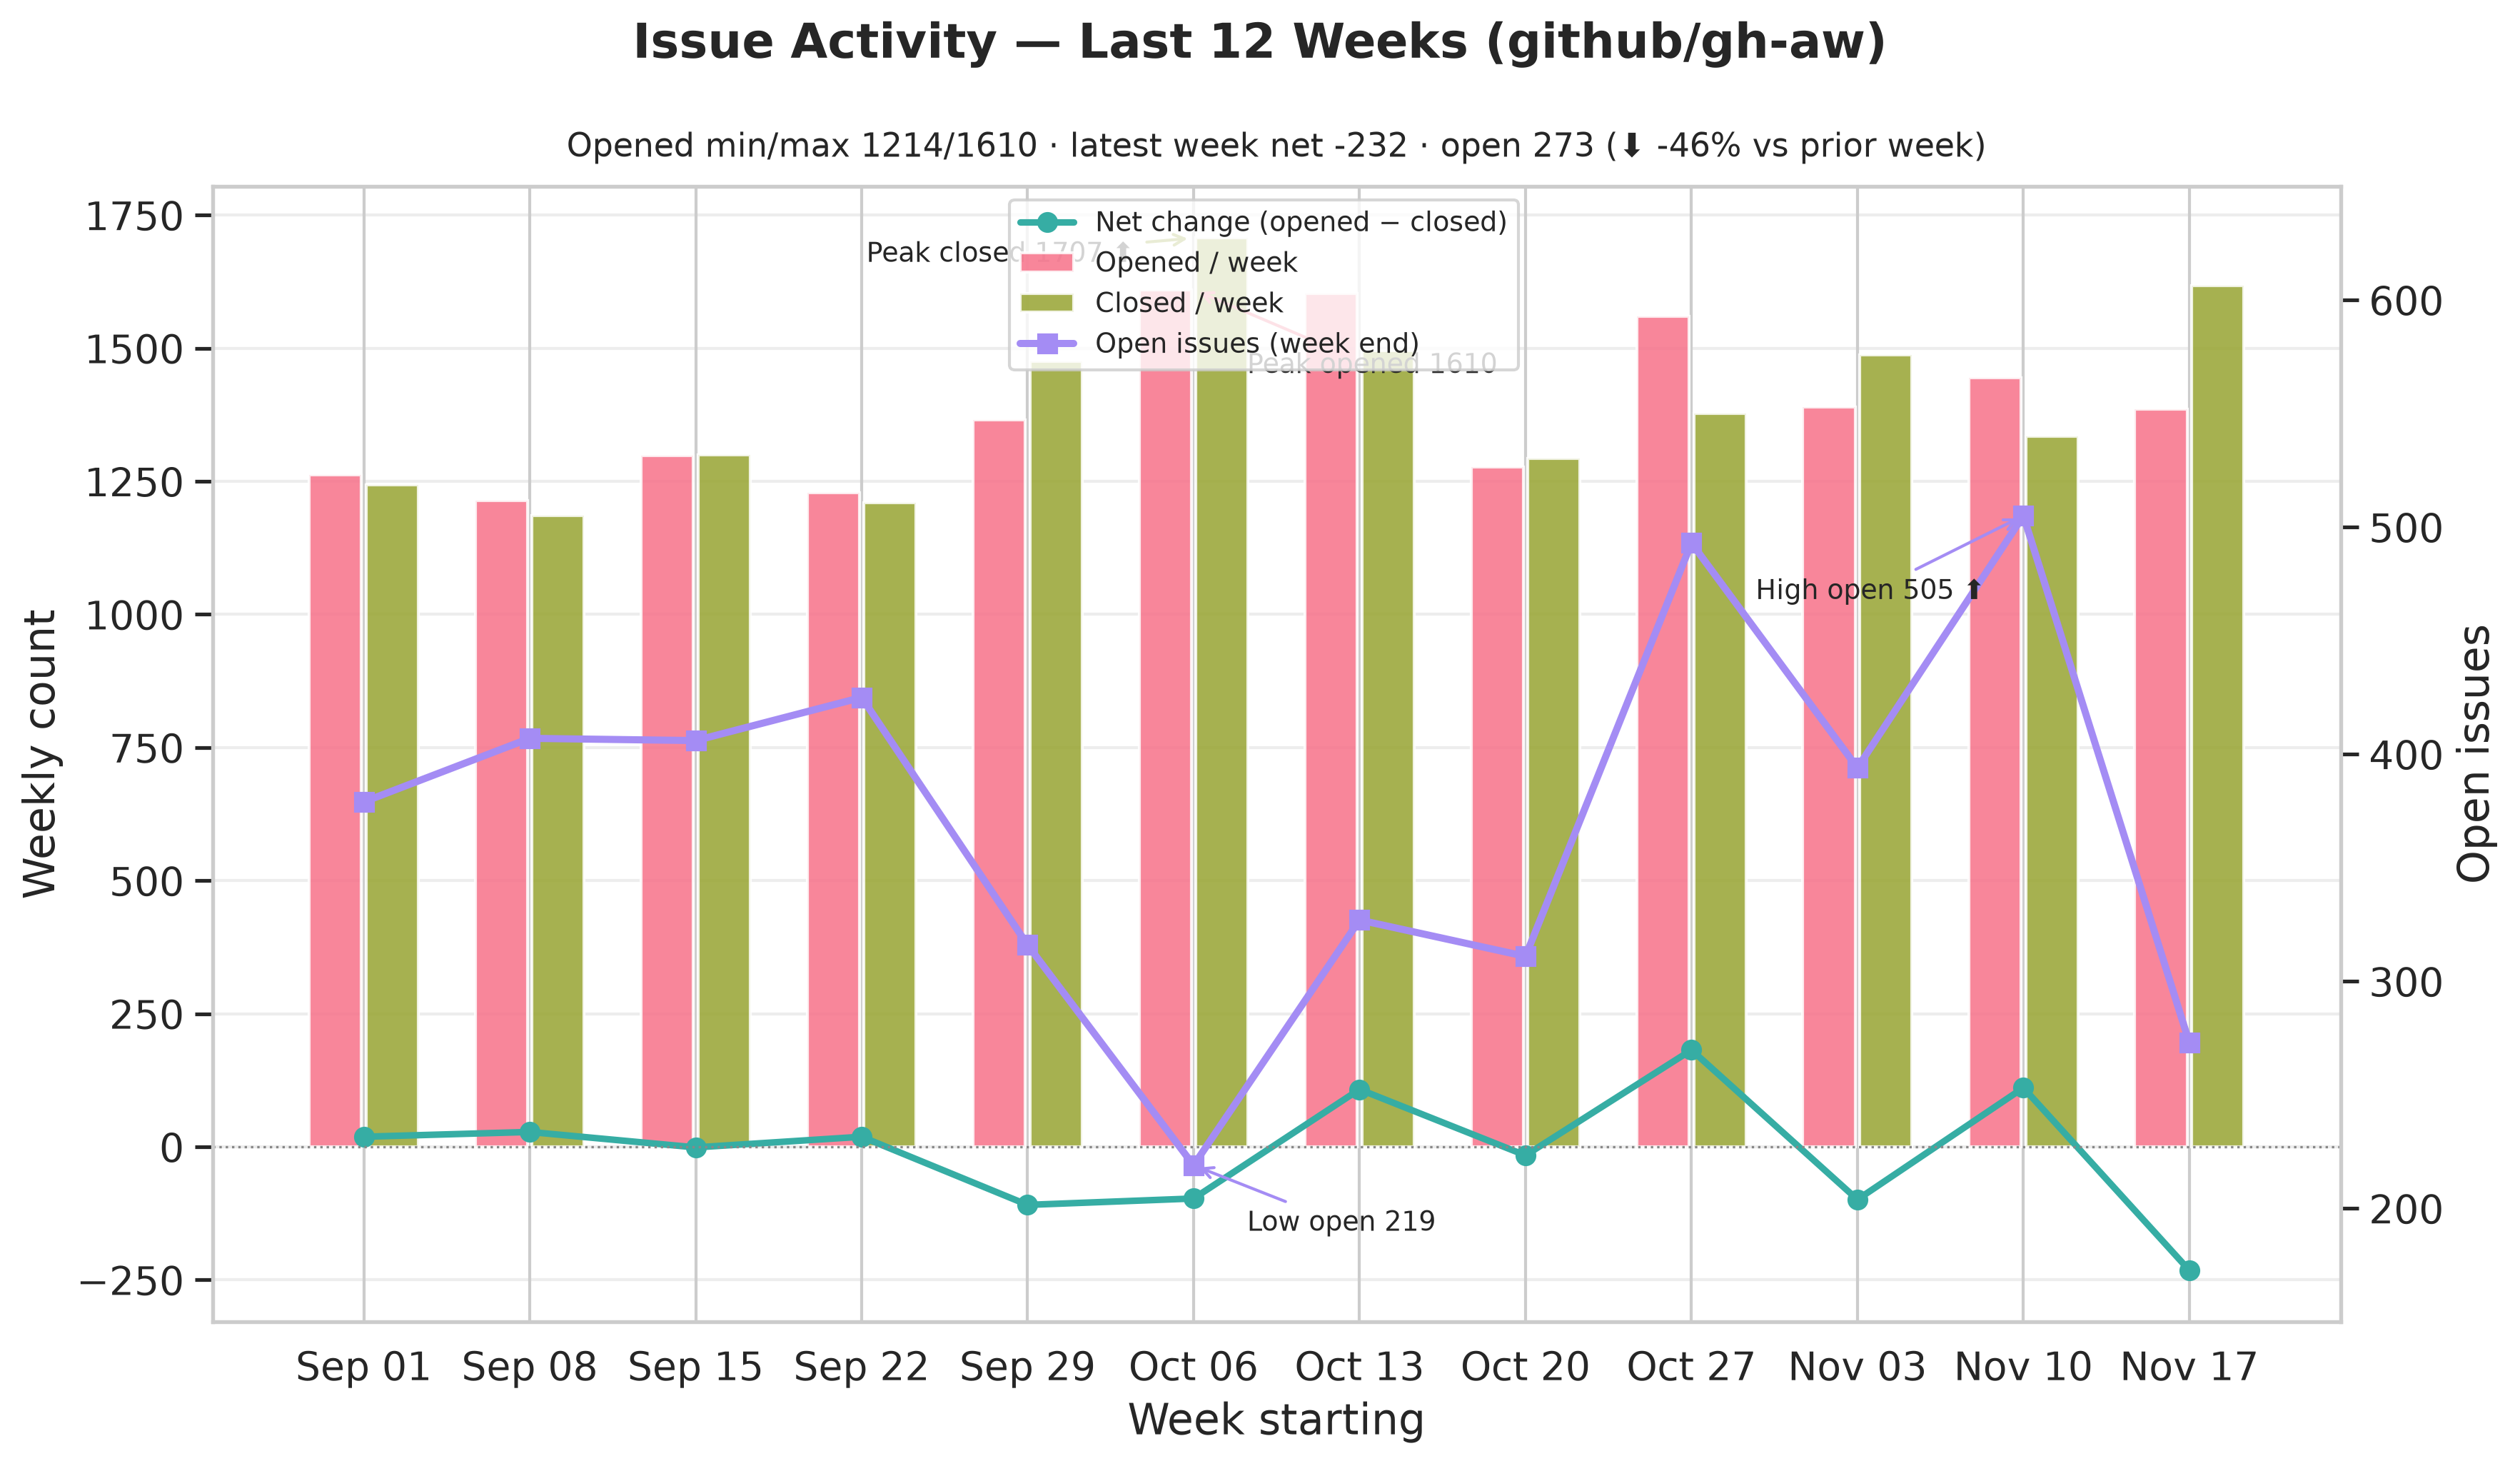 Issue Activity — Last 12 Weeks (github/gh-aw)
Opened min/max 1214/1610 · latest week net -232 · open 273 (⬇ -46% vs prior week)
Net change (opened − closed)
Opened / week
Closed / week
Open issues (week end)
Peak closed 1707 ⬆
Peak opened 1610
High open 505 ⬆
Low open 219
Weekly count
1750
1500
1250
1000
750
500
250
0
−250
Open issues
600
500
400
300
200
Sep 01 Sep 08 Sep 15 Sep 22 Sep 29 Oct 06 Oct 13 Oct 20 Oct 27 Nov 03 Nov 10 Nov 17
Week starting